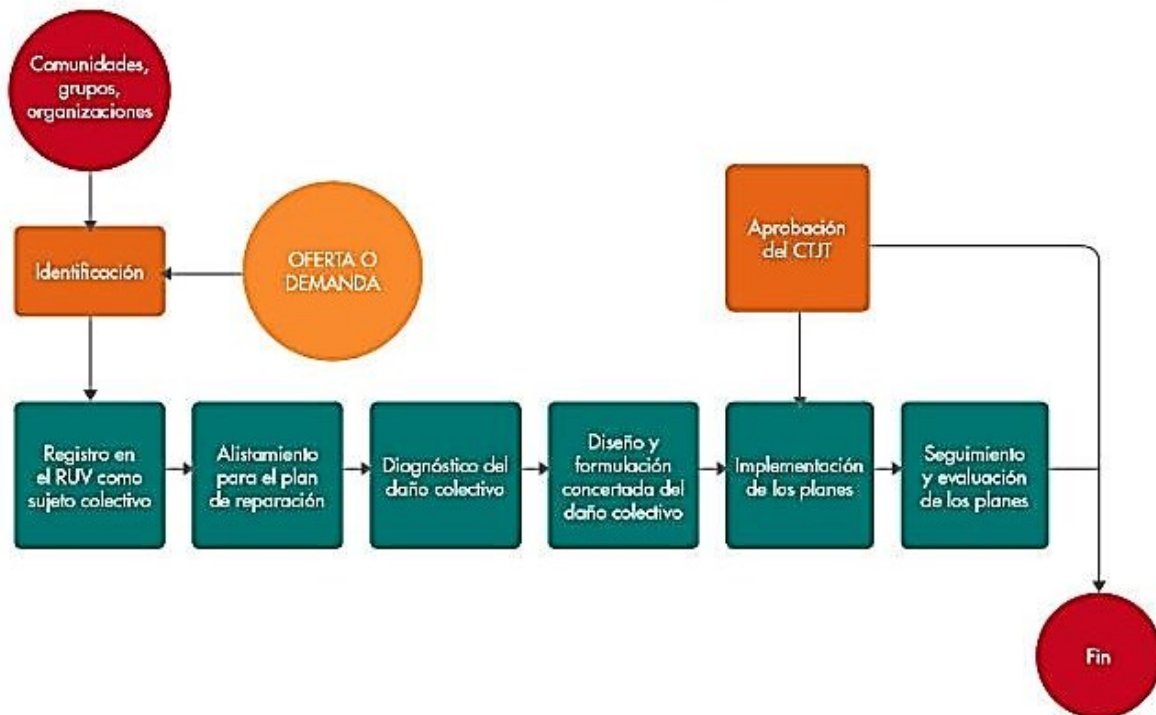 Comunidades,
grupos,
organizaciones
Identificación
OFERTA O
DEMANDA
Aprobación
del CTJT
Registro en
el RUV como
sujeto colectivo
Alistamiento
para el plan
de reparación
Diagnóstico del
daño colectivo
Diseño y
formulación
concertada del
daño colectivo
Implementación
de los planes
Seguimiento
y evaluación
de los planes
Fin